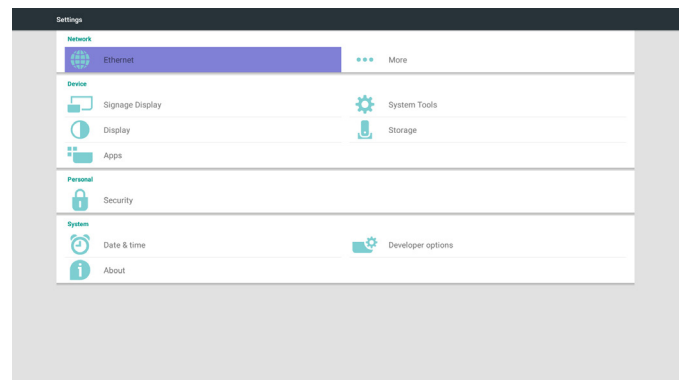 Settings
Network
Ethernet
More
Device
Signage Display
System Tools
Display
Storage
Apps
Personal
Security
System
Date & time
Developer options
About